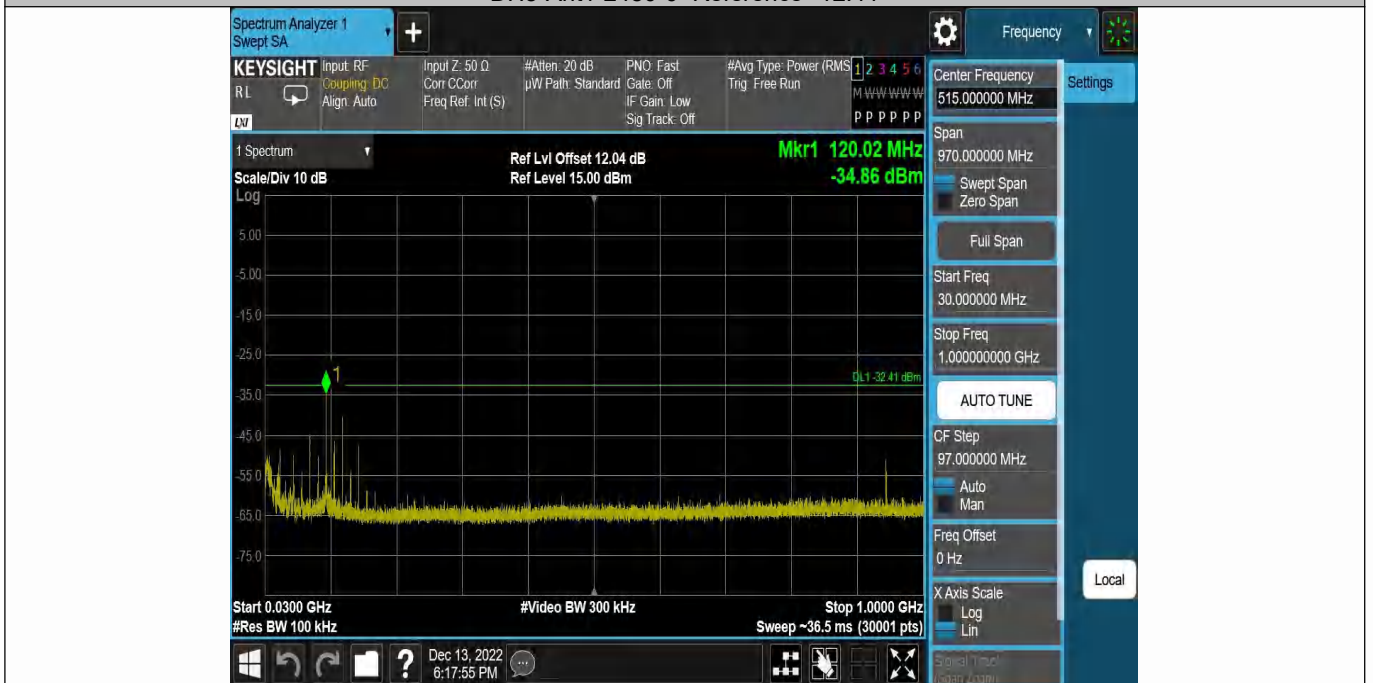 Spectrum Analyzer 1
Swept SA
Frequency
KEYSIGHT
RL
LXI
Input: RF
Coupling: DC
Align: Auto
Input Z: 50 Ω
Corr CCorr
Freq Ref: Int (S)
#Atten: 20 dB
µW Path: Standard
PNO: Fast
Gate: Off
IF Gain: Low
Sig Track: Off
#Avg Type: Power (RMS
Trig: Free Run
1 2 3 4 5 6
M W W W W W
P P P P P P
Center Frequency
515.000000 MHz
Settings
1 Spectrum
Scale/Div 10 dB
Log
Ref Lvl Offset 12.04 dB
Ref Level 15.00 dBm
Mkr1 120.02 MHz
-34.86 dBm
Span
970.000000 MHz
Swept Span
Zero Span
Full Span
Start Freq
30.000000 MHz
Stop Freq
1.000000000 GHz
AUTO TUNE
CF Step
97.000000 MHz
Auto
Man
Freq Offset
0 Hz
X Axis Scale
Log
Lin
Local
5.00
-5.00
-15.0
-25.0
-35.0
-45.0
-55.0
-65.0
-75.0
1
DL1 -32.41 dBm
Start 0.0300 GHz
#Res BW 100 kHz
#Video BW 300 kHz
Stop 1.0000 GHz
Sweep ~36.5 ms (30001 pts)
Dec 13, 2022
6:17:55 PM